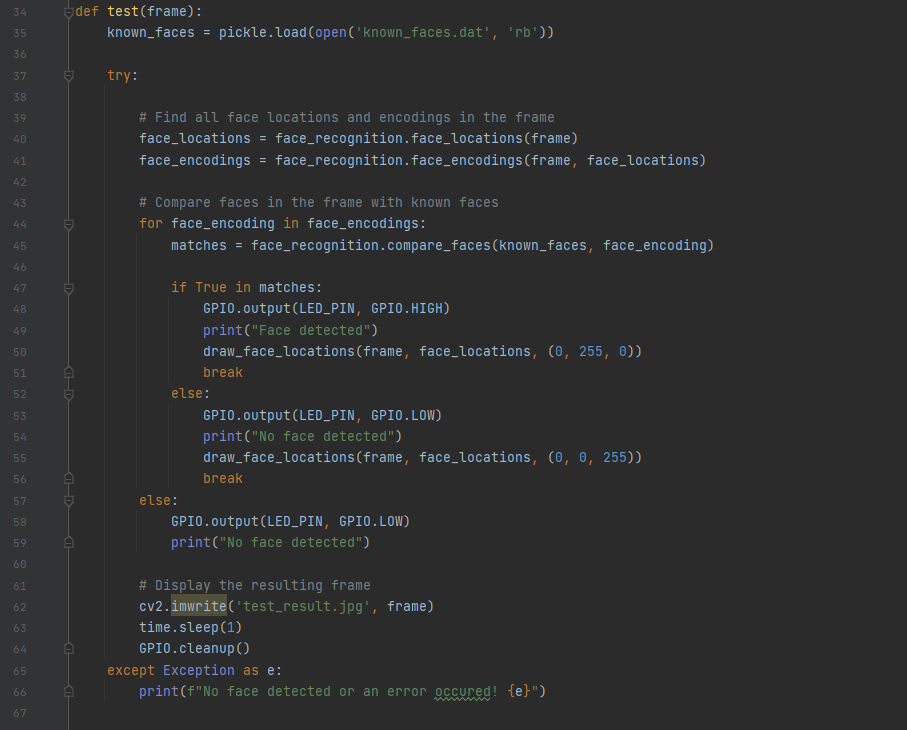 34 def test(frame):
35     known_faces = pickle.load(open('known_faces.dat', 'rb'))
36
37     try:
38
39         # Find all face locations and encodings in the frame
40         face_locations = face_recognition.face_locations(frame)
41         face_encodings = face_recognition.face_encodings(frame, face_locations)
42
43         # Compare faces in the frame with known faces
44         for face_encoding in face_encodings:
45             matches = face_recognition.compare_faces(known_faces, face_encoding)
46
47             if True in matches:
48                 GPIO.output(LED_PIN, GPIO.HIGH)
49                 print("Face detected")
50                 draw_face_locations(frame, face_locations, (0, 255, 0))
51                 break
52             else:
53                 GPIO.output(LED_PIN, GPIO.LOW)
54                 print("No face detected")
55                 draw_face_locations(frame, face_locations, (0, 0, 255))
56                 break
57         else:
58             GPIO.output(LED_PIN, GPIO.LOW)
59             print("No face detected")
60
61         # Display the resulting frame
62         cv2.imwrite('test_result.jpg', frame)
63         time.sleep(1)
64         GPIO.cleanup()
65     except Exception as e:
66         print(f"No face detected or an error occured! {e}")
67